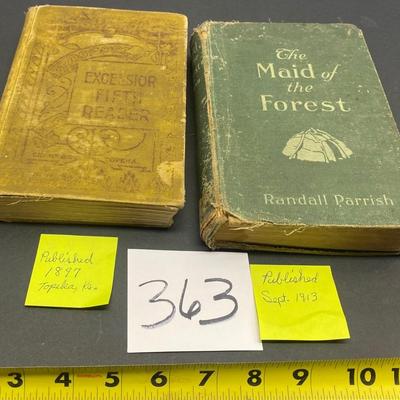 EXCELSIOR
FIFTH
READER
The
Maid of
the
Forest
Randall Parrish
Published
1897
Topeka, Ks.
363
Published
Sept. 1913
3 4 5 6 7 8 9 10 11